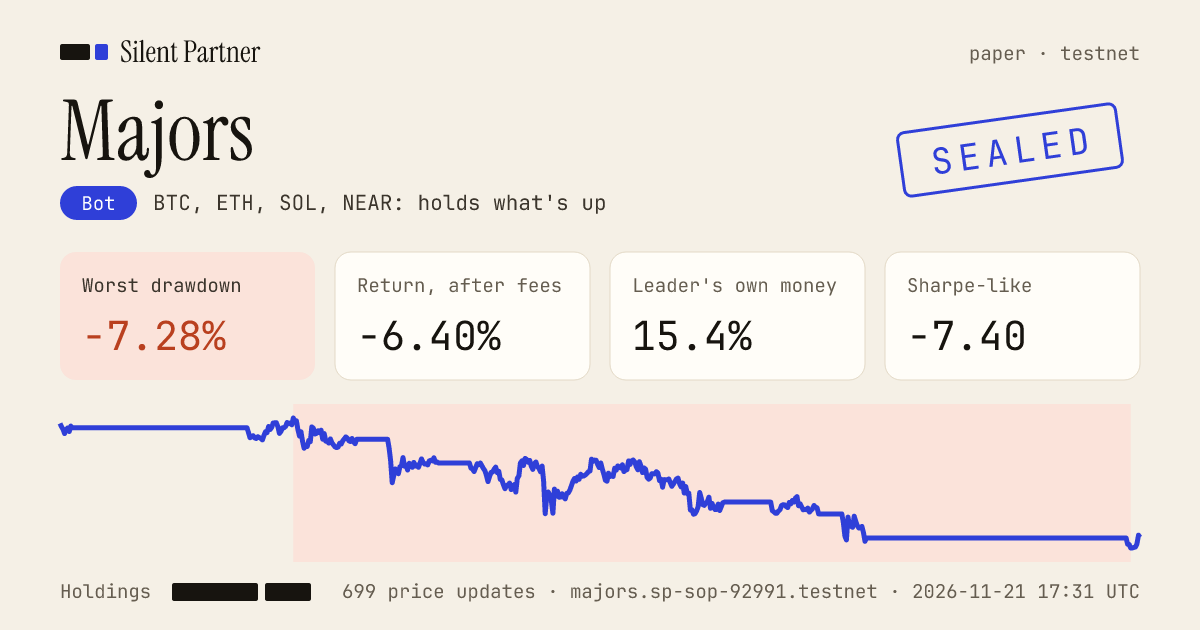 Silent Partner
paper · testnet
Majors
SEALED
Bot
BTC, ETH, SOL, NEAR: holds what's up
Worst drawdown
-7.28%
Return, after fees
-6.40%
Leader's own money
15.4%
Sharpe-like
-7.40
Holdings
699 price updates · majors.sp-sop-92991.testnet · 2026-11-21 17:31 UTC